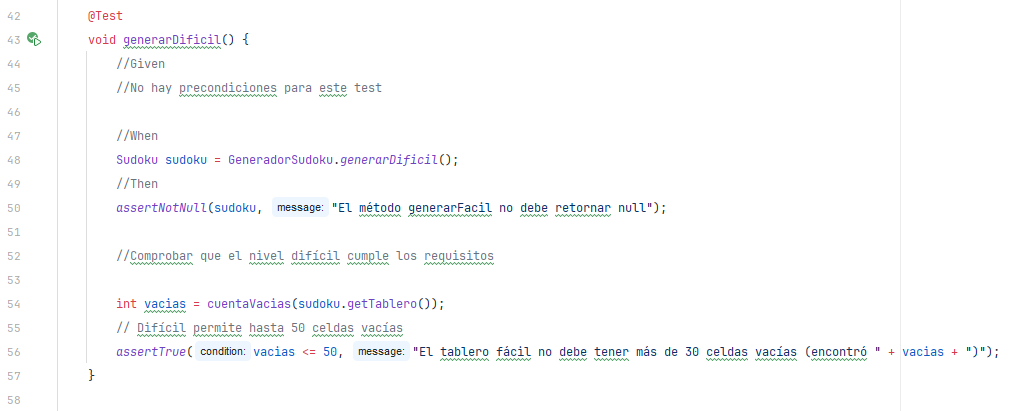 42 @Test
43 void generarDificil() {
44 //Given
45 //No hay precondiciones para este test
46
47 //When
48 Sudoku sudoku = GeneradorSudoku.generarDificil();
49 //Then
50 assertNotNull(sudoku, message: "El método generarFacil no debe retornar null");
51
52 //Comprobar que el nivel difícil cumple los requisitos
53
54 int vacias = cuentaVacias(sudoku.getTablero());
55 // Difícil permite hasta 50 celdas vacías
56 assertTrue( condition: vacias <= 50, message: "El tablero fácil no debe tener más de 30 celdas vacías (encontró " + vacias + ")");
57 }
58